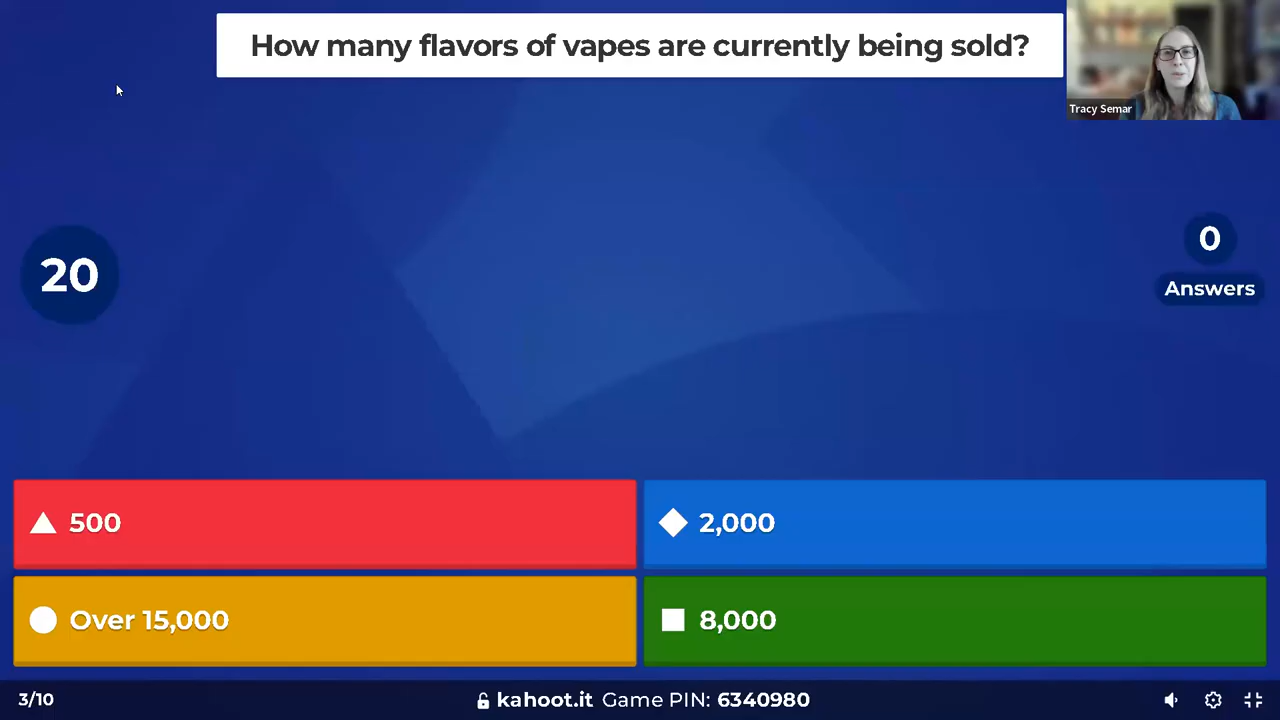 How many flavors of vapes are currently being sold?
Tracy Semar
20
0
Answers
500
2,000
Over 15,000
8,000
3/10
kahoot.it Game PIN: 6340980